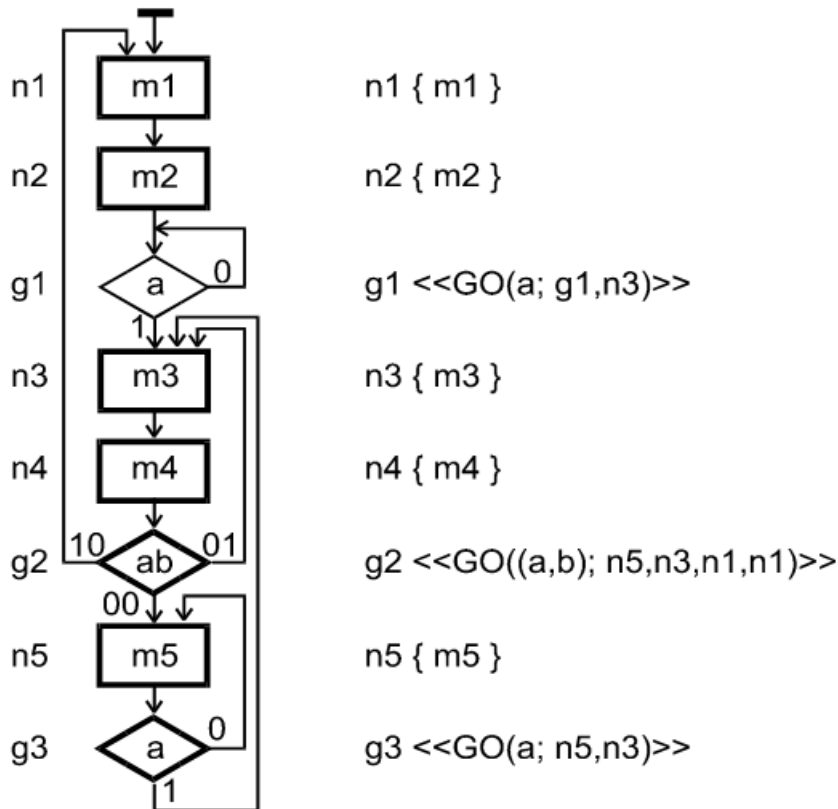 n1 m1 n1 { m1 }
n2 m2 n2 { m2 }
0
g1 a g1 <<GO(a; g1,n3)>>
1
n3 m3 n3 { m3 }
n4 m4 n4 { m4 }
10 01
g2 ab g2 <<GO((a,b); n5,n3,n1,n1)>>
00
n5 m5 n5 { m5 }
0
g3 a g3 <<GO(a; n5,n3)>>
1